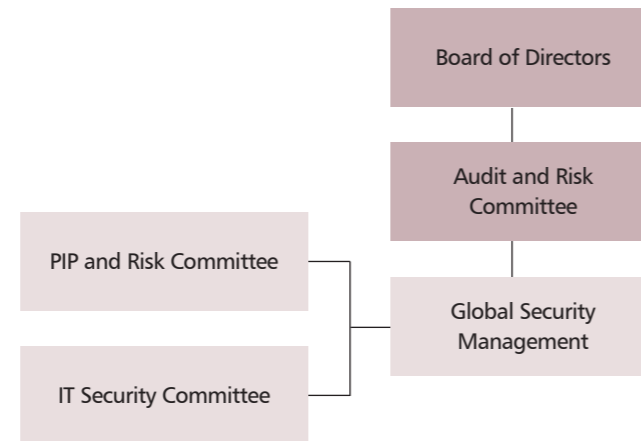 Board of Directors
Audit and Risk
Committee
PIP and Risk Committee
Global Security
Management
IT Security Committee